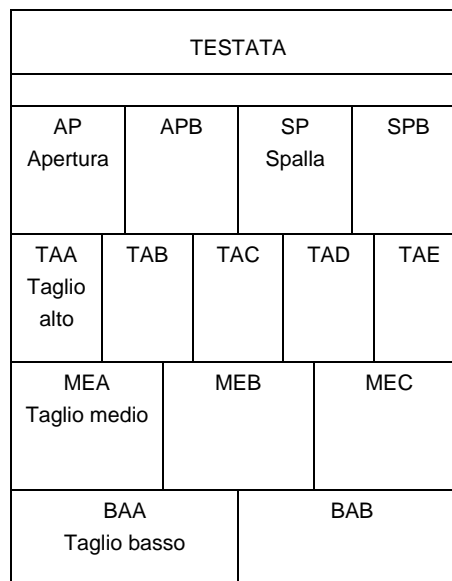 TESTATA
AP APB SP SPB
Apertura Spalla
TAA TAB TAC TAD TAE
Taglio
alto
MEA MEB MEC
Taglio medio
BAA BAB
Taglio basso